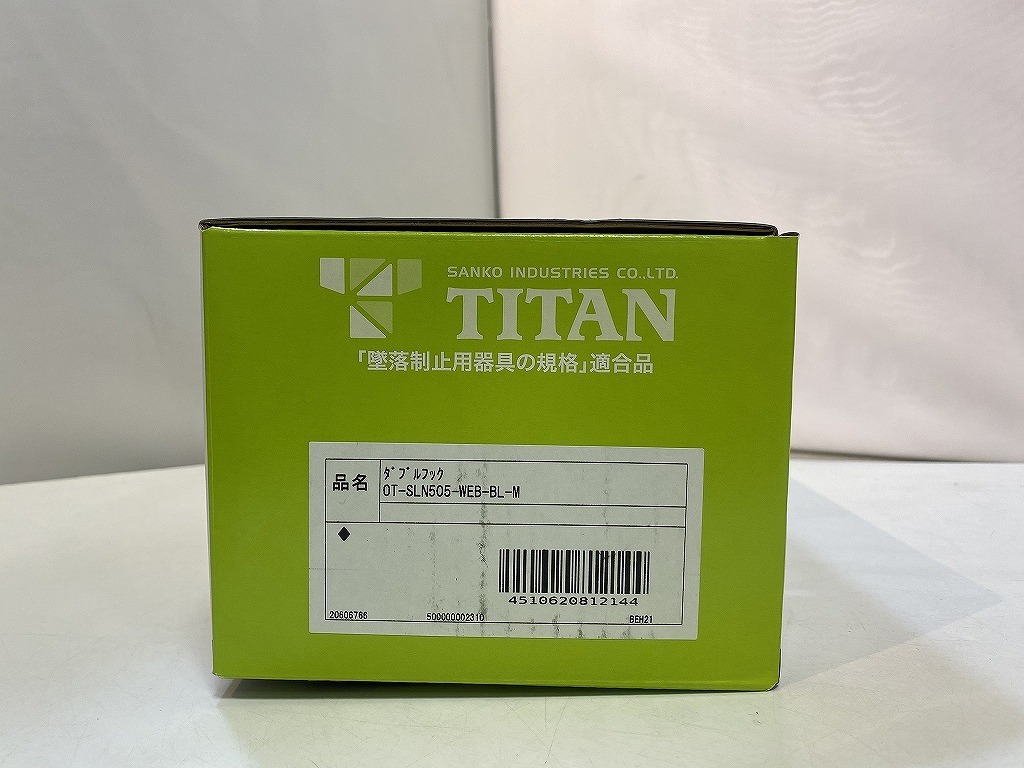 SANKO INDUSTRIES CO.,LTD.
TITAN
「墜落制止用器具の規格」適合品
品名
ﾀﾞﾌﾞﾙﾌｯｸ
OT-SLN505-WEB-BL-M
4510620812144
20606766 500000002310 BEH21